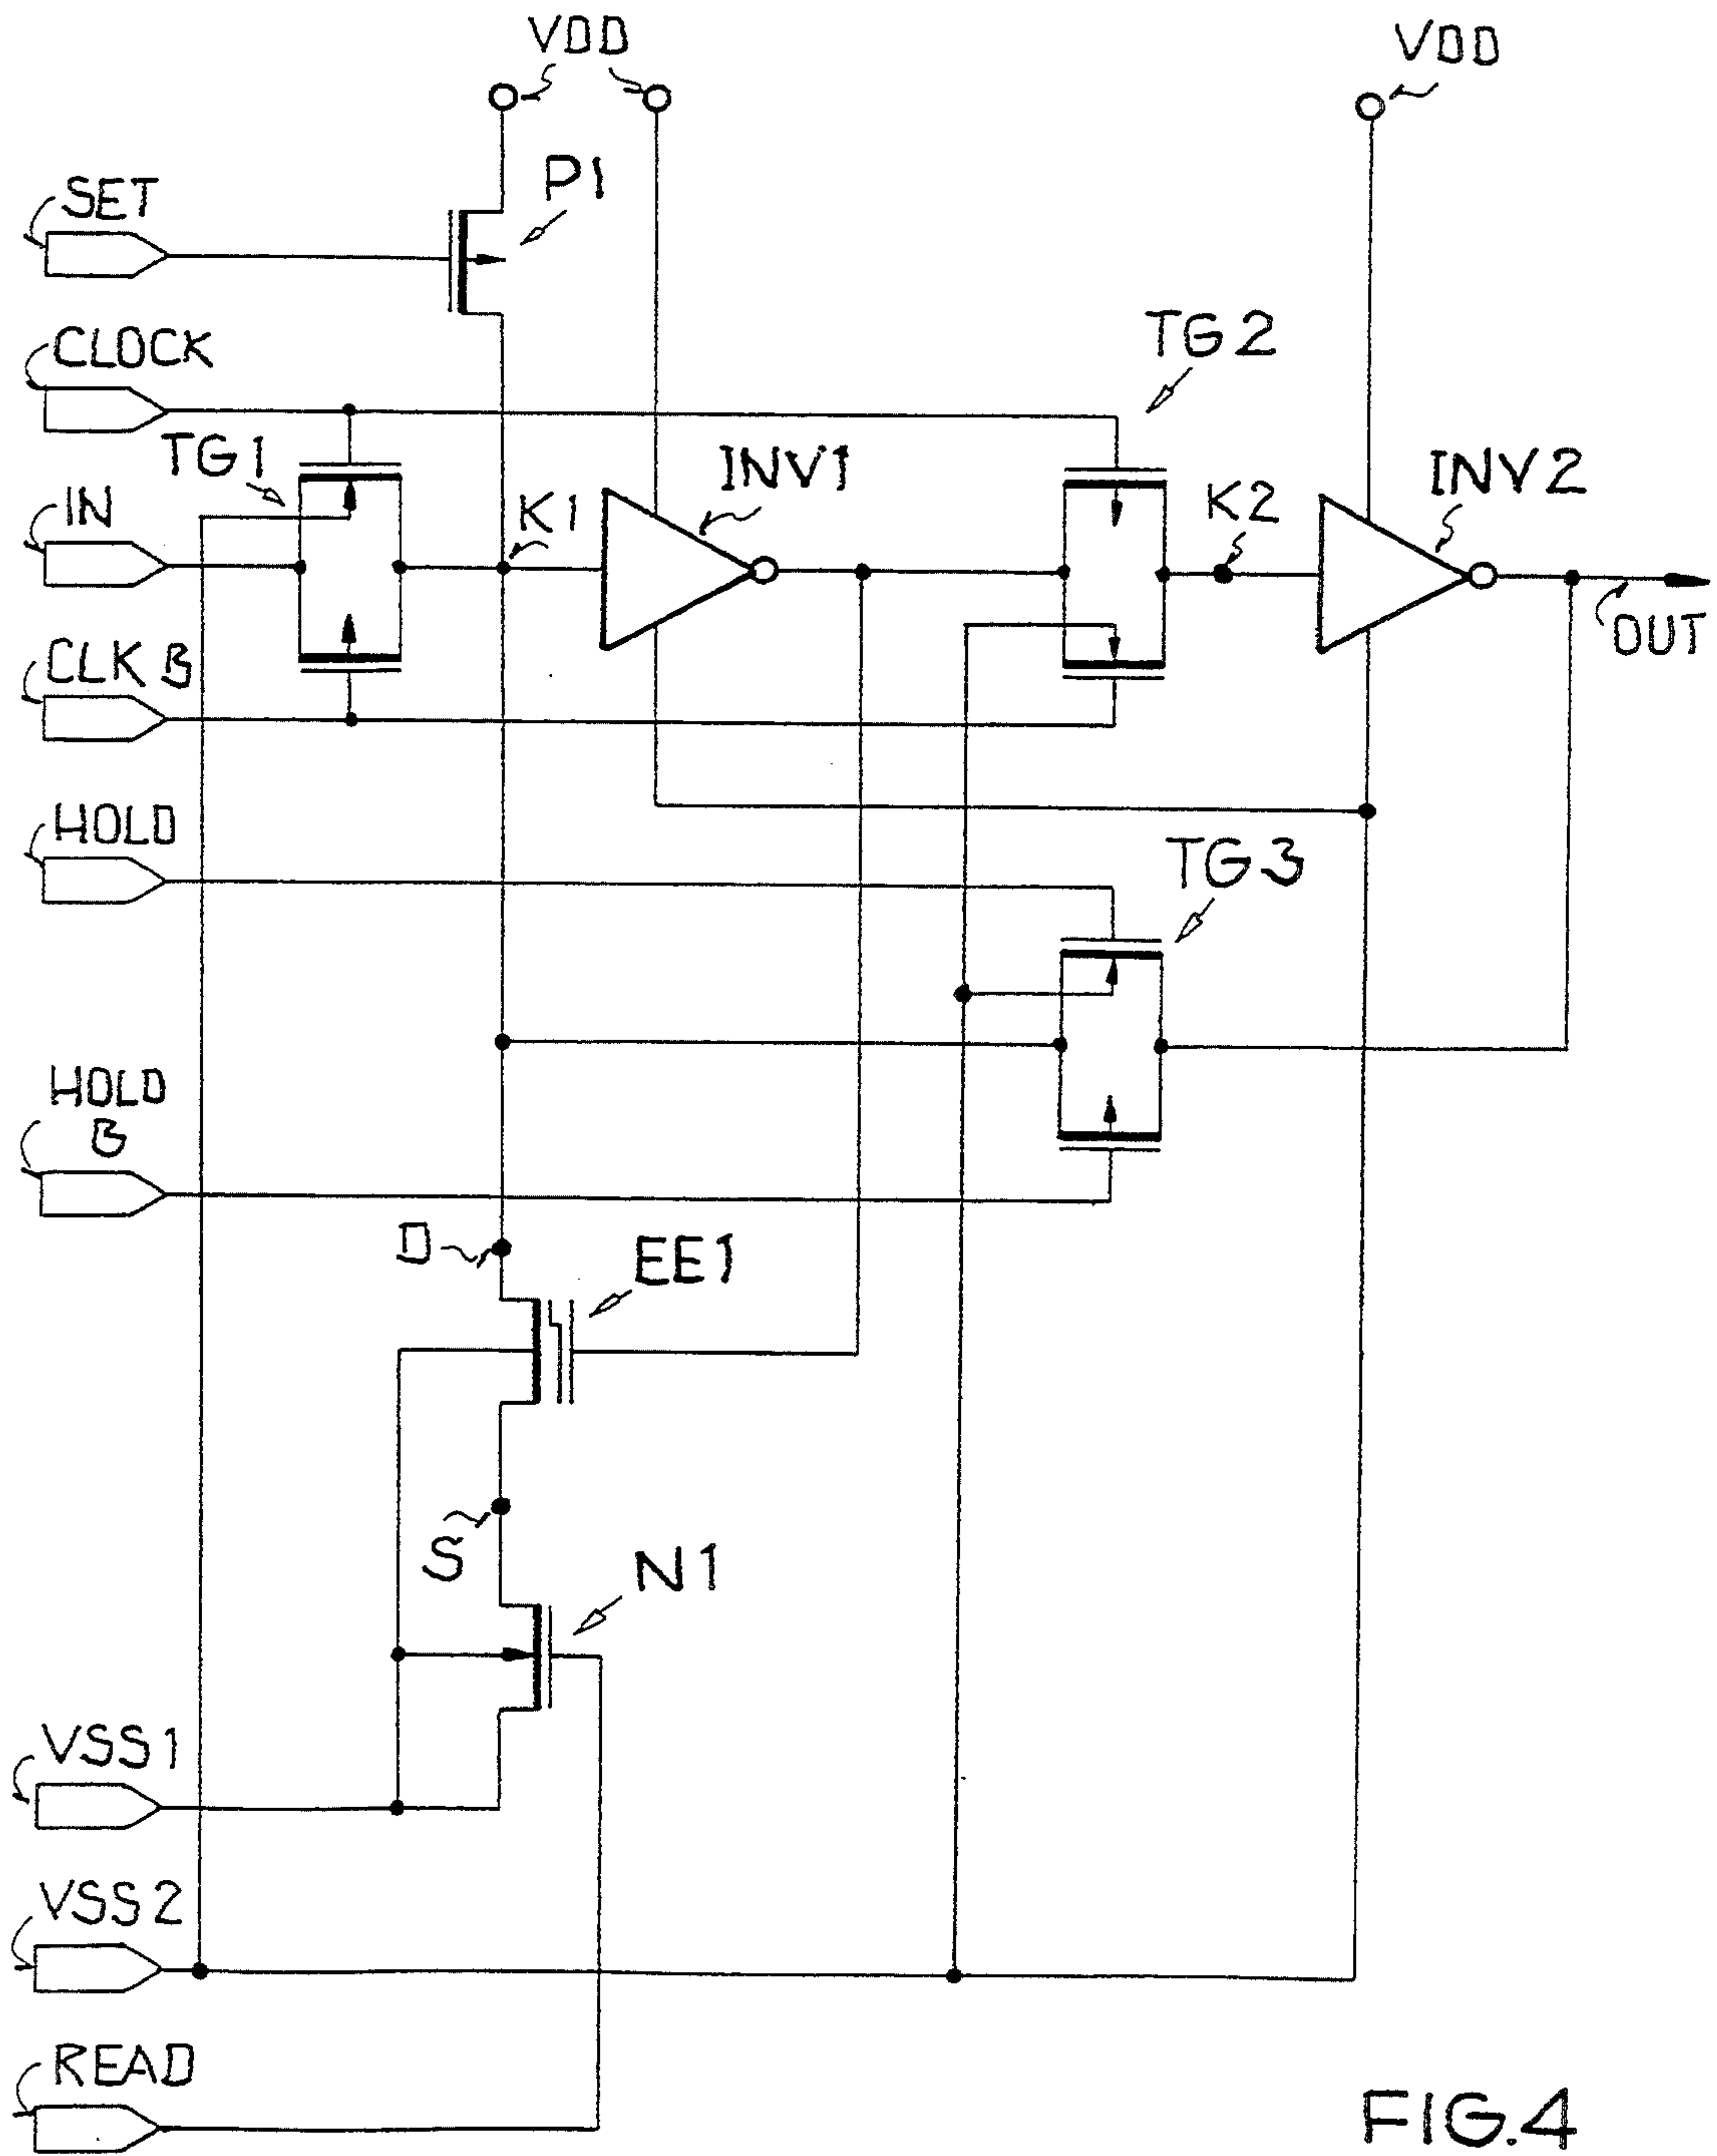 VDD
VDD
P1
SET
CLOCK
TG2
TG1
INV1
INV2
IN
K1
K2
OUT
CLK B
HOLD
TG3
HOLD
B
D
EE1
S
N1
VSS1
VSS2
READ
FIG.4